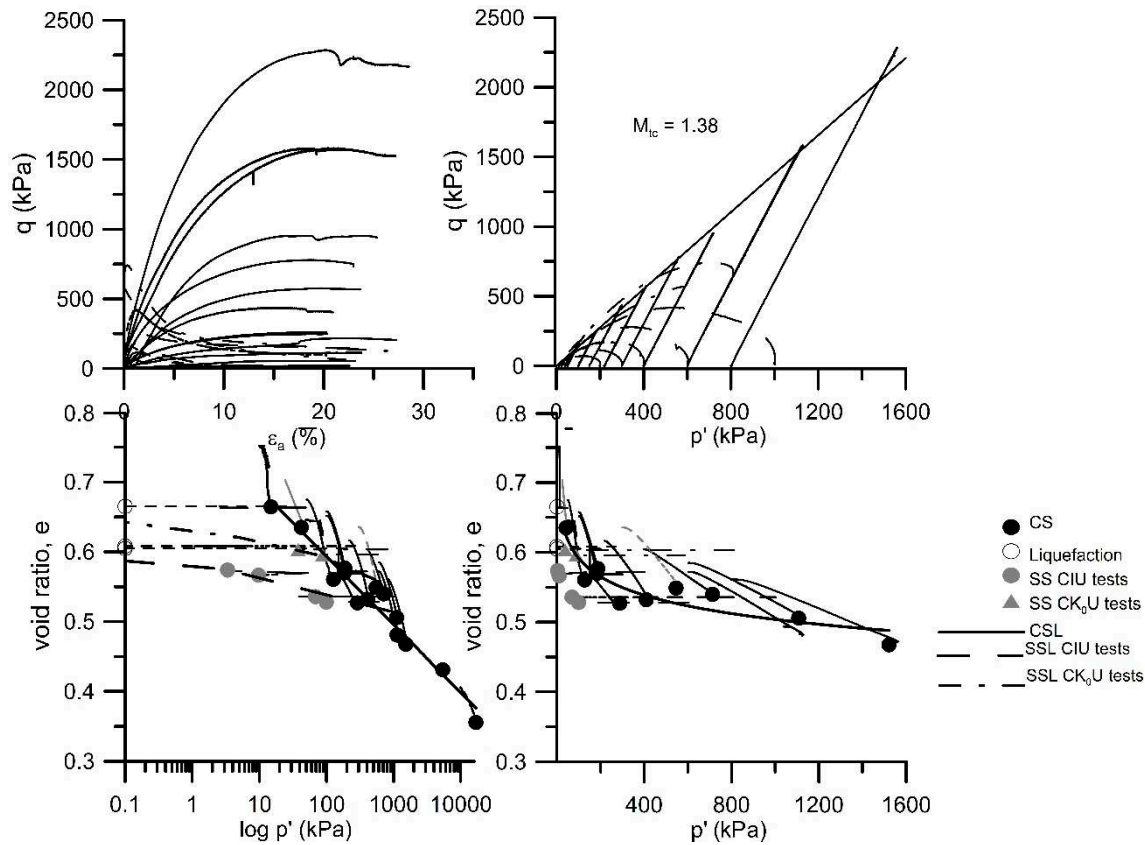 2500
2000
1500
1000
500
0
q (kPa)
0
10
20
30
εa (%)
2500
2000
1500
1000
500
0
q (kPa)
Mtc = 1.38
0
400
800
1200
1600
p' (kPa)
0.8
0.7
0.6
0.5
0.4
0.3
void ratio, e
0.1
1
10
100
1000
10000
log p' (kPa)
0.8
0.7
0.6
0.5
0.4
0.3
void ratio, e
0
400
800
1200
1600
p' (kPa)
CS
Liquefaction
SS CIU tests
SS CK0U tests
CSL
SSL CIU tests
SSL CK0U tests